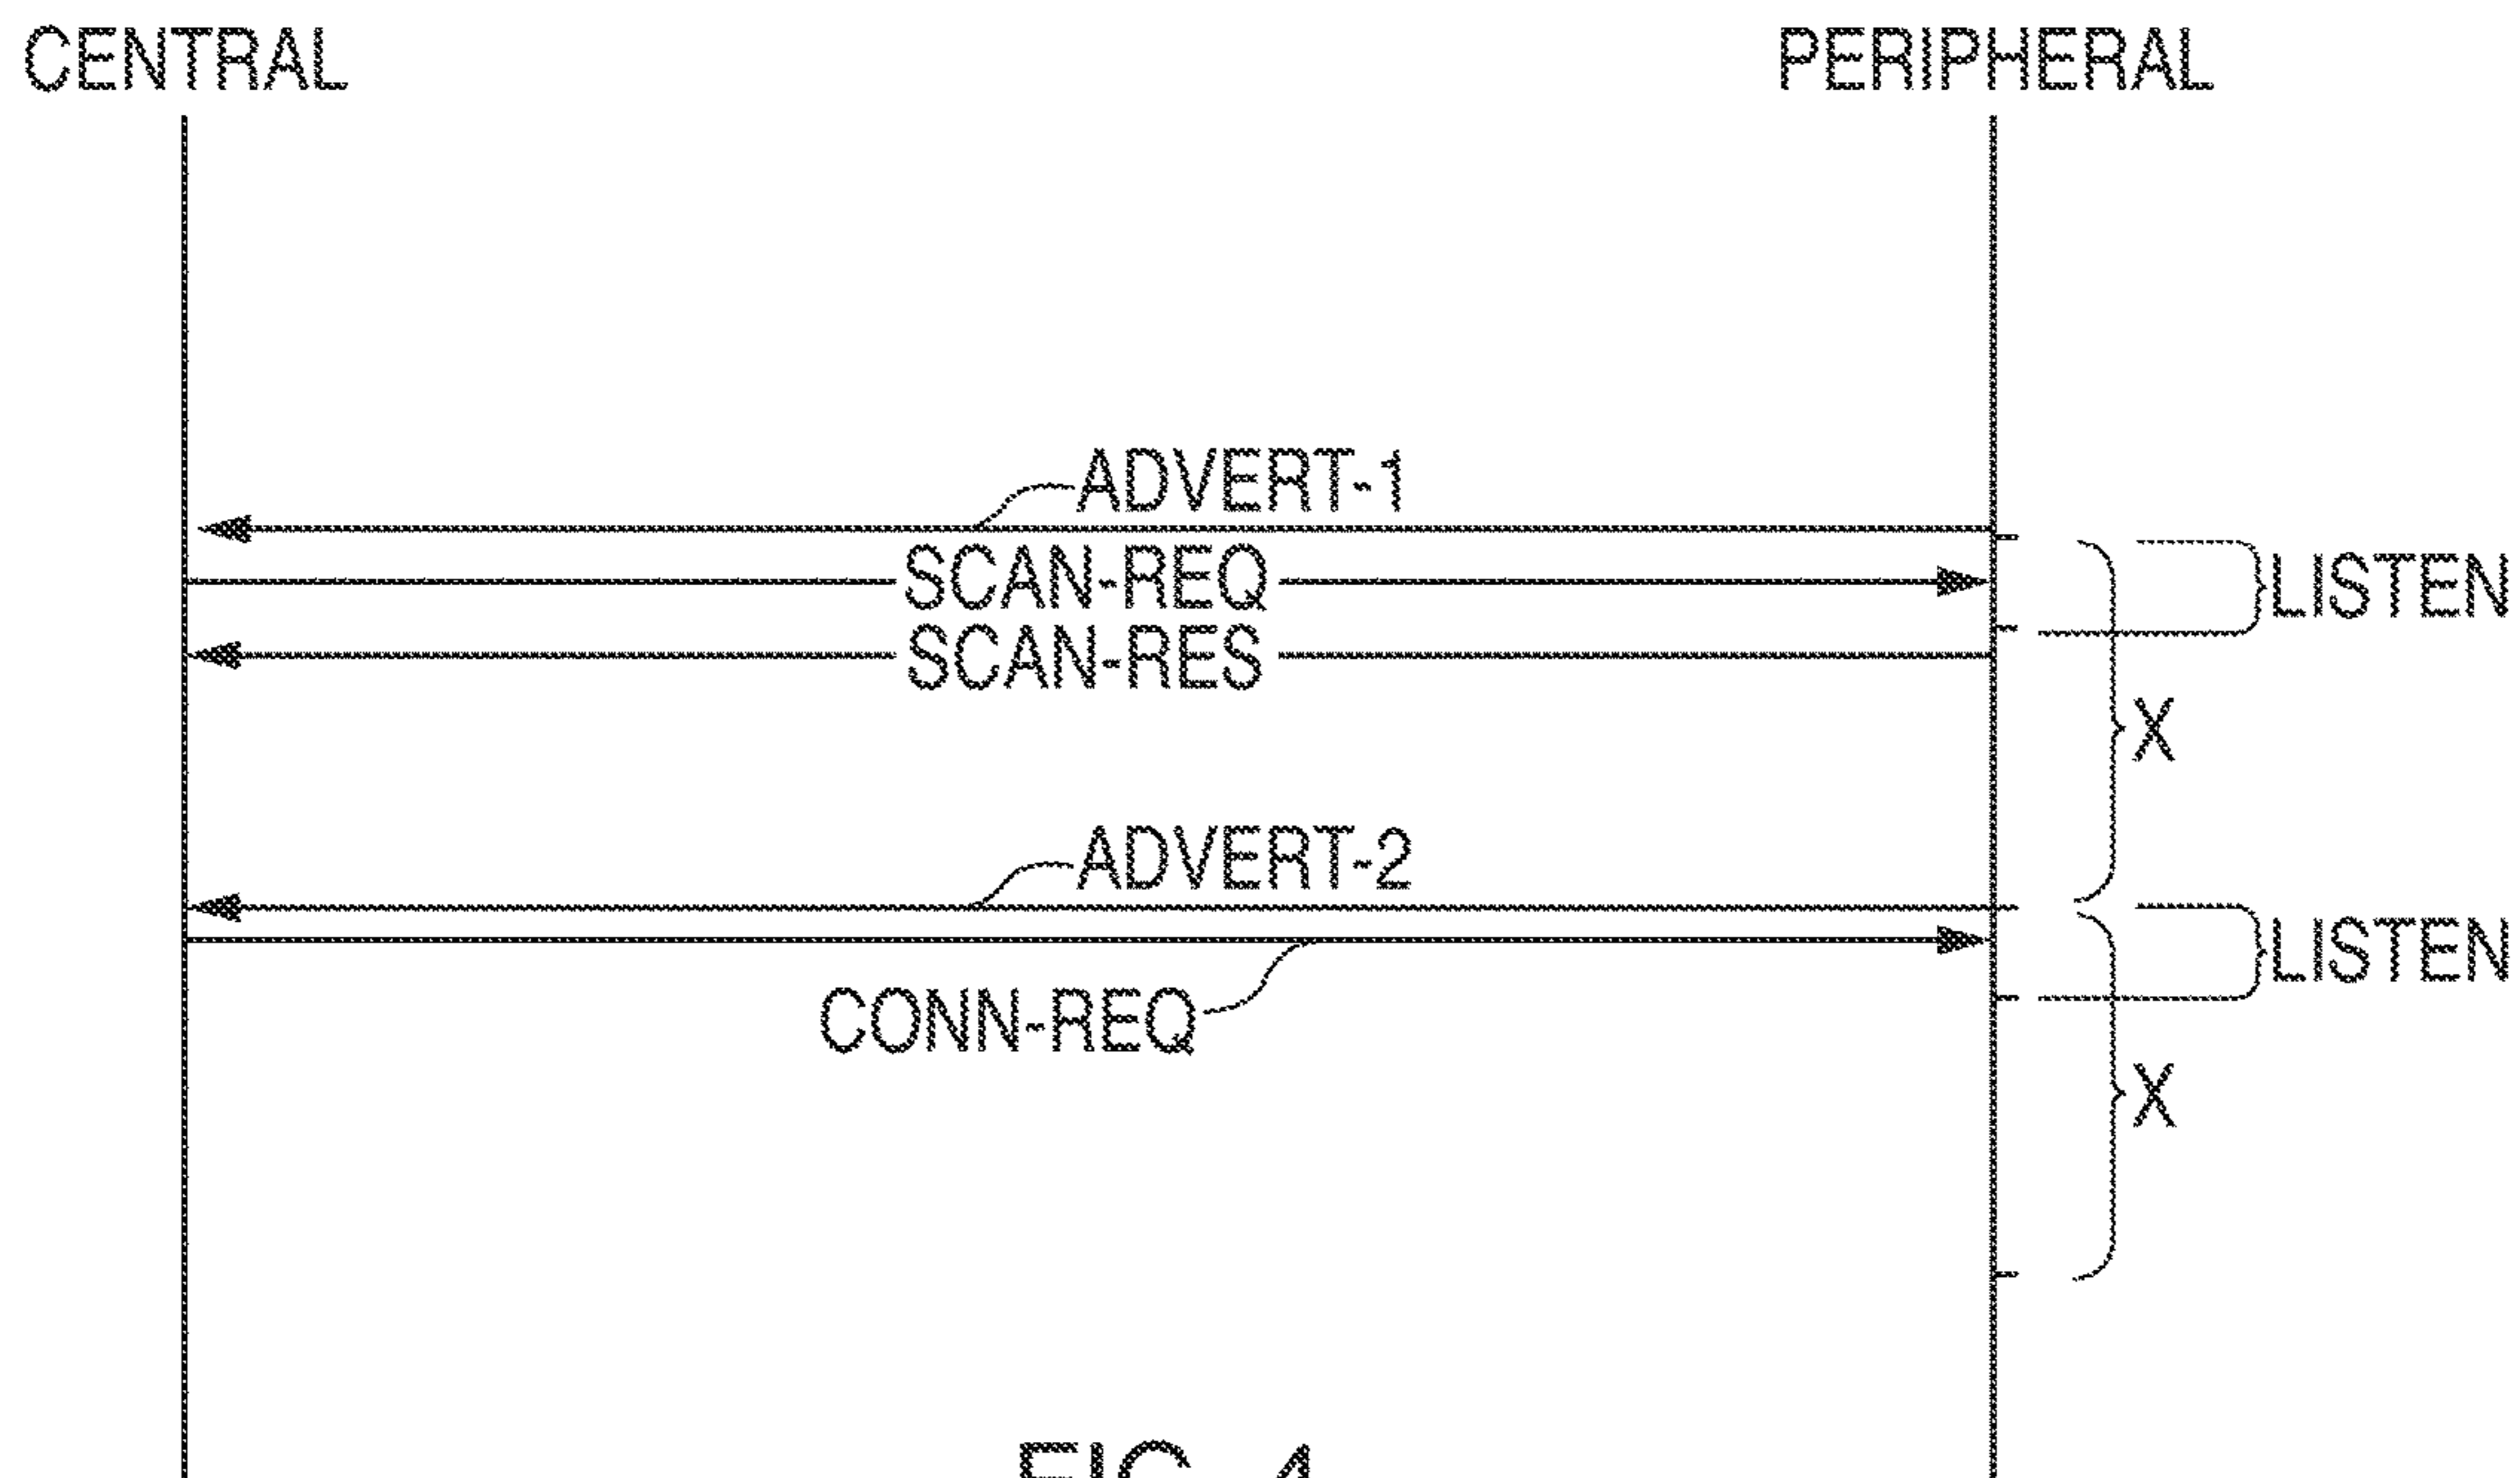 CENTRAL
PERIPHERAL
ADVERT-1
SCAN-REQ
LISTEN
SCAN-RES
X
ADVERT-2
LISTEN
CONN-REQ
X